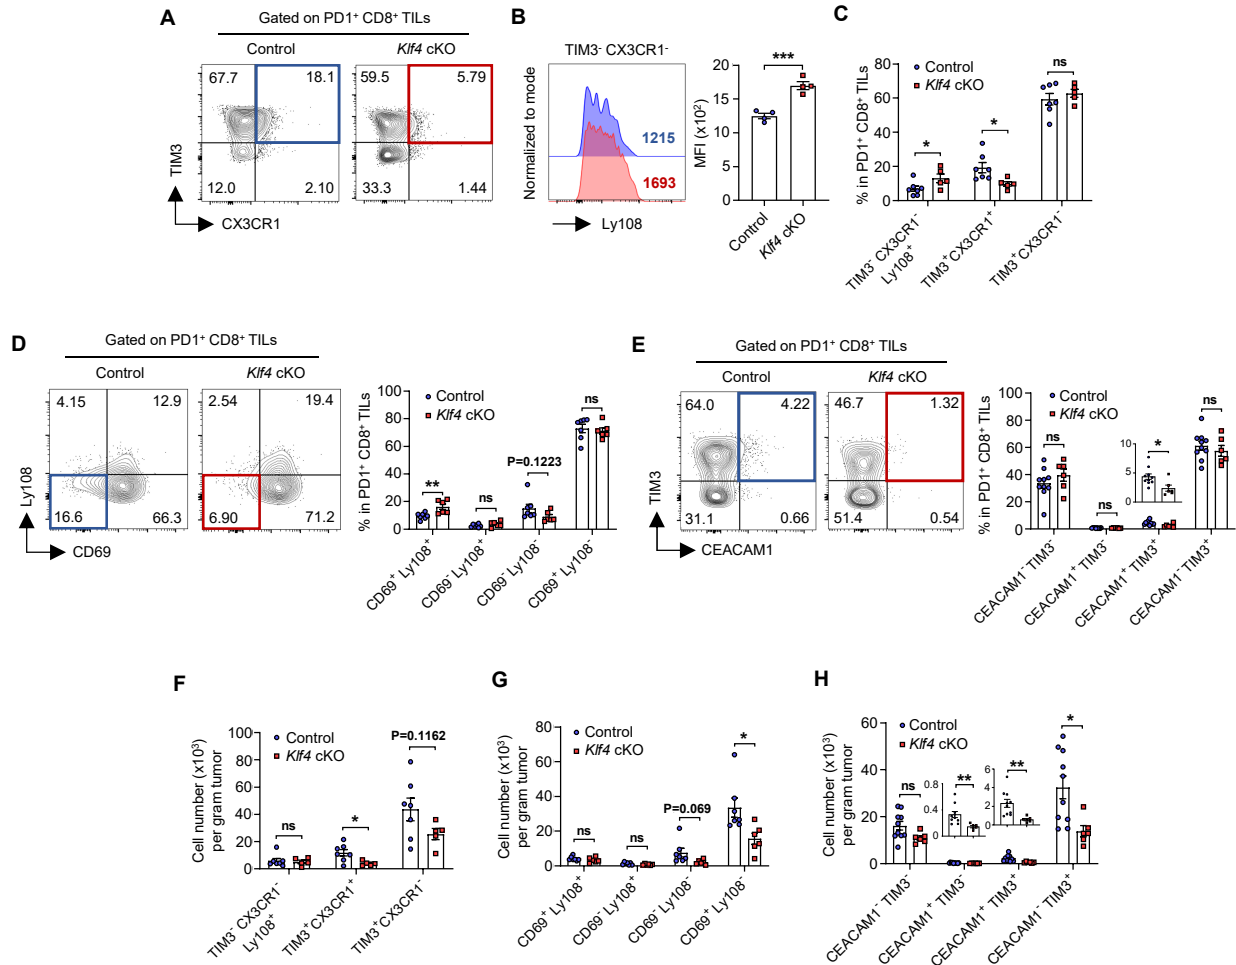 A
Gated on PD1⁺ CD8⁺ TILs
Control
Klf4 cKO
67.7
18.1
12.0
2.10
59.5
5.79
33.3
1.44
TIM3
CX3CR1
B
TIM3⁻ CX3CR1⁻
Normalized to mode
1215
1693
Ly108
***
MFI (x10²)
20
15
10
5
0
Control
Klf4 cKO
C
Control
Klf4 cKO
% in PD1⁺ CD8⁺ TILs
80
60
40
20
0
*
*
ns
TIM3⁻ CX3CR1⁻
Ly108⁺
TIM3⁺ CX3CR1⁺
TIM3⁺ CX3CR1⁻
D
Gated on PD1⁺ CD8⁺ TILs
Control
Klf4 cKO
4.15
12.9
16.6
66.3
2.54
19.4
6.90
71.2
Ly108
CD69
Control
Klf4 cKO
% in PD1⁺ CD8⁺ TILs
100
80
60
40
20
0
**
ns
P=0.1223
ns
CD69⁺ Ly108⁺
CD69⁻ Ly108⁺
CD69⁻ Ly108⁻
CD69⁺ Ly108⁻
E
Gated on PD1⁺ CD8⁺ TILs
Control
Klf4 cKO
64.0
4.22
31.1
0.66
46.7
1.32
51.4
0.54
TIM3
CEACAM1
Control
Klf4 cKO
% in PD1⁺ CD8⁺ TILs
100
80
60
40
20
0
ns
ns
10
5
0
*
ns
CEACAM1⁻ TIM3⁻
CEACAM1⁺ TIM3⁻
CEACAM1⁺ TIM3⁺
CEACAM1⁻ TIM3⁺
F
Control
Klf4 cKO
Cell number (x10³)
per gram tumor
100
80
60
40
20
0
ns
*
P=0.1162
TIM3⁻ CX3CR1⁻
Ly108⁺
TIM3⁺ CX3CR1⁺
TIM3⁺ CX3CR1⁻
G
Control
Klf4 cKO
Cell number (x10³)
per gram tumor
80
60
40
20
0
ns
ns
P=0.069
*
CD69⁺ Ly108⁺
CD69⁻ Ly108⁺
CD69⁻ Ly108⁻
CD69⁺ Ly108⁻
H
Control
Klf4 cKO
Cell number (x10³)
per gram tumor
60
40
20
0
ns
0.8
0.4
0
**
6
4
2
0
**
*
CEACAM1⁻ TIM3⁻
CEACAM1⁺ TIM3⁻
CEACAM1⁺ TIM3⁺
CEACAM1⁻ TIM3⁺